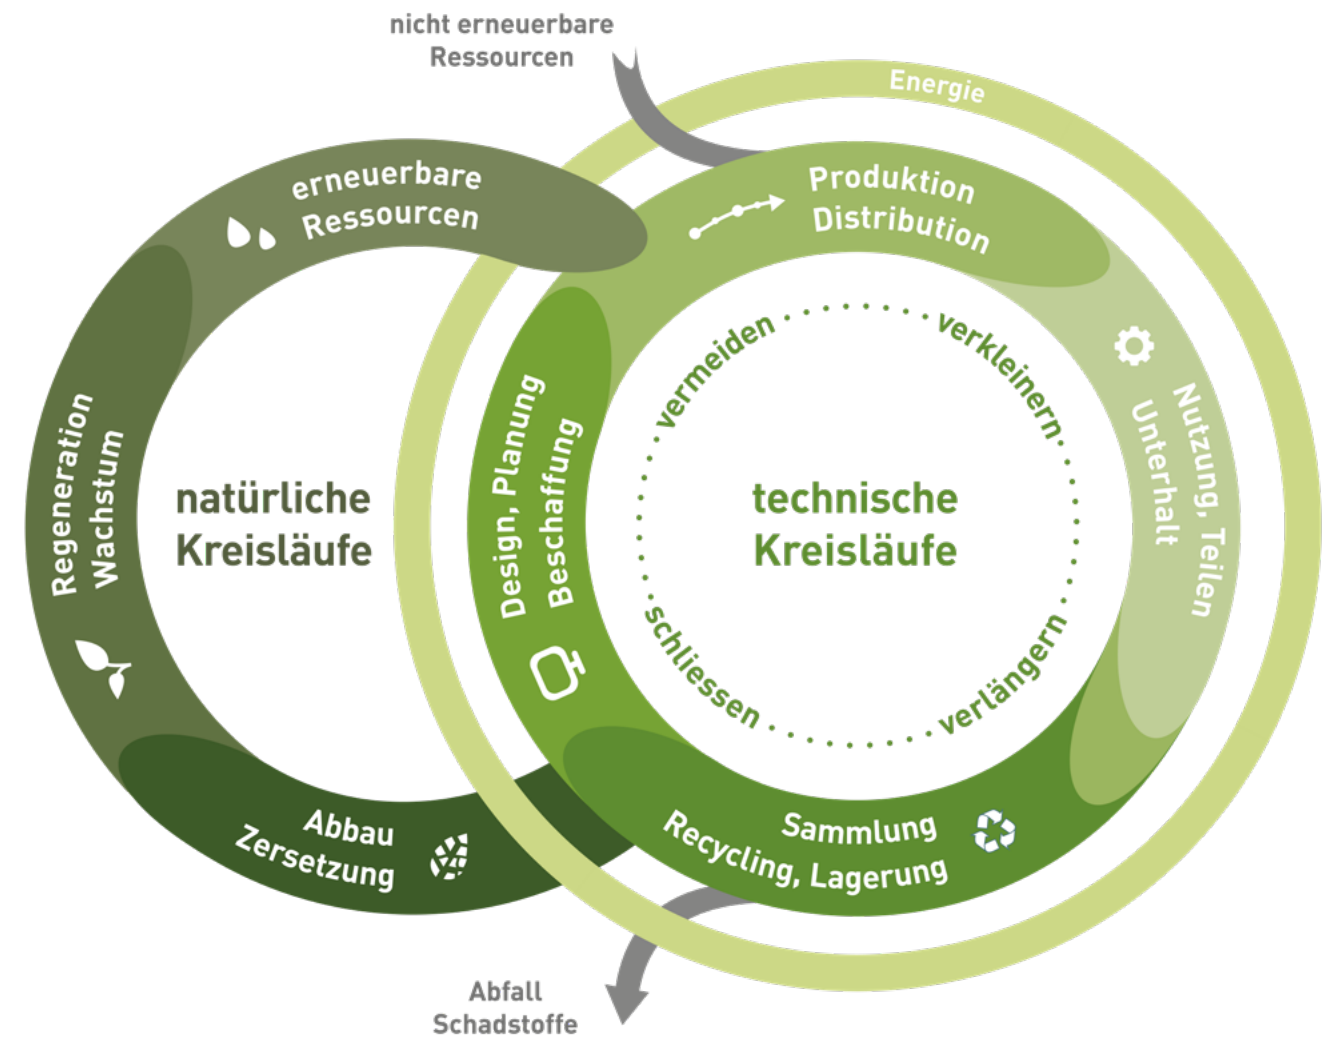 nicht erneuerbare
Ressourcen
Energie
erneuerbare
Ressourcen
Produktion
Distribution
vermeiden
verkleinern
Nutzung, Teilen
Unterhalt
Regeneration
Wachstum
natürliche
Kreisläufe
Design, Planung
Beschaffung
technische
Kreisläufe
schliessen
verlängern
Abbau
Zersetzung
Sammlung
Recycling, Lagerung
Abfall
Schadstoffe